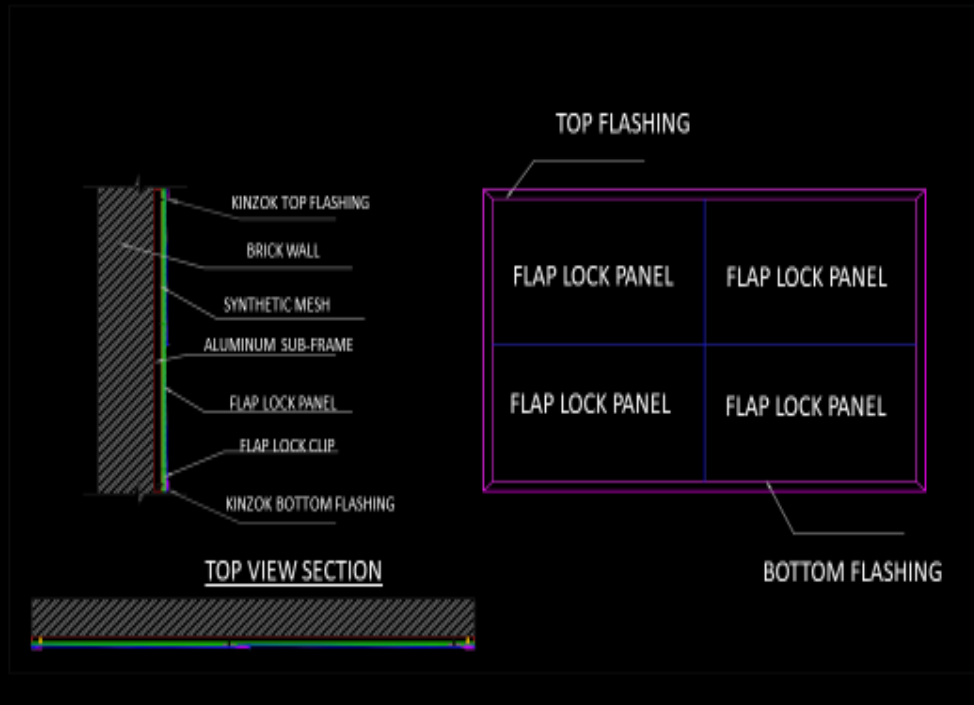 TOP FLASHING
KINZOK TOP FLASHING
BRICK WALL
SYNTHETIC MESH
ALUMINUM SUB-FRAME
FLAP LOCK PANEL
FLAP LOCK CLIP
KINZOK BOTTOM FLASHING
FLAP LOCK PANEL
FLAP LOCK PANEL
FLAP LOCK PANEL
FLAP LOCK PANEL
BOTTOM FLASHING
TOP VIEW SECTION